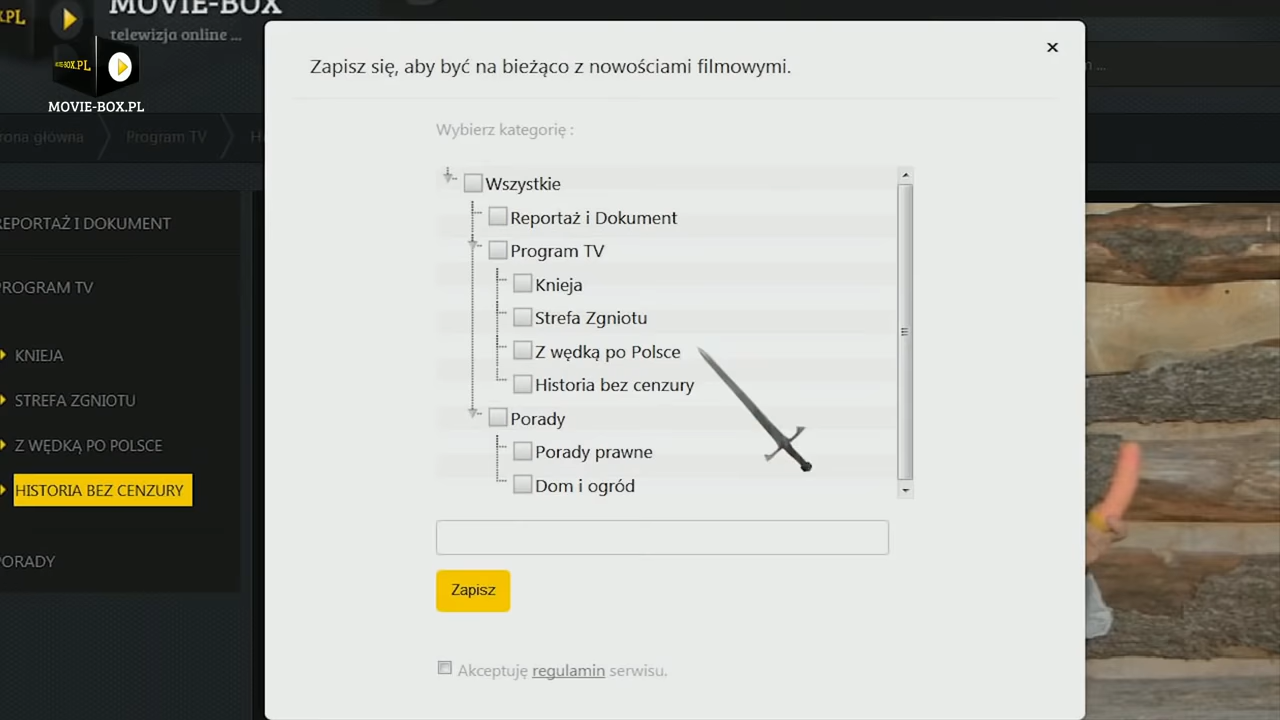 MOVIE-BOX
telewizja online ...
MOVIE-BOX.PL
Program TV
REPORTAŻ I DOKUMENT
PROGRAM TV
KNIEJA
STREFA ZGNIOTU
Z WĘDKĄ PO POLSCE
HISTORIA BEZ CENZURY
PORADY
Zapisz się, aby być na bieżąco z nowościami filmowymi.
Wybierz kategorię :
Wszystkie
Reportaż i Dokument
Program TV
Knieja
Strefa Zgniotu
Z wędką po Polsce
Historia bez cenzury
Porady
Porady prawne
Dom i ogród
Zapisz
Akceptuję regulamin serwisu.